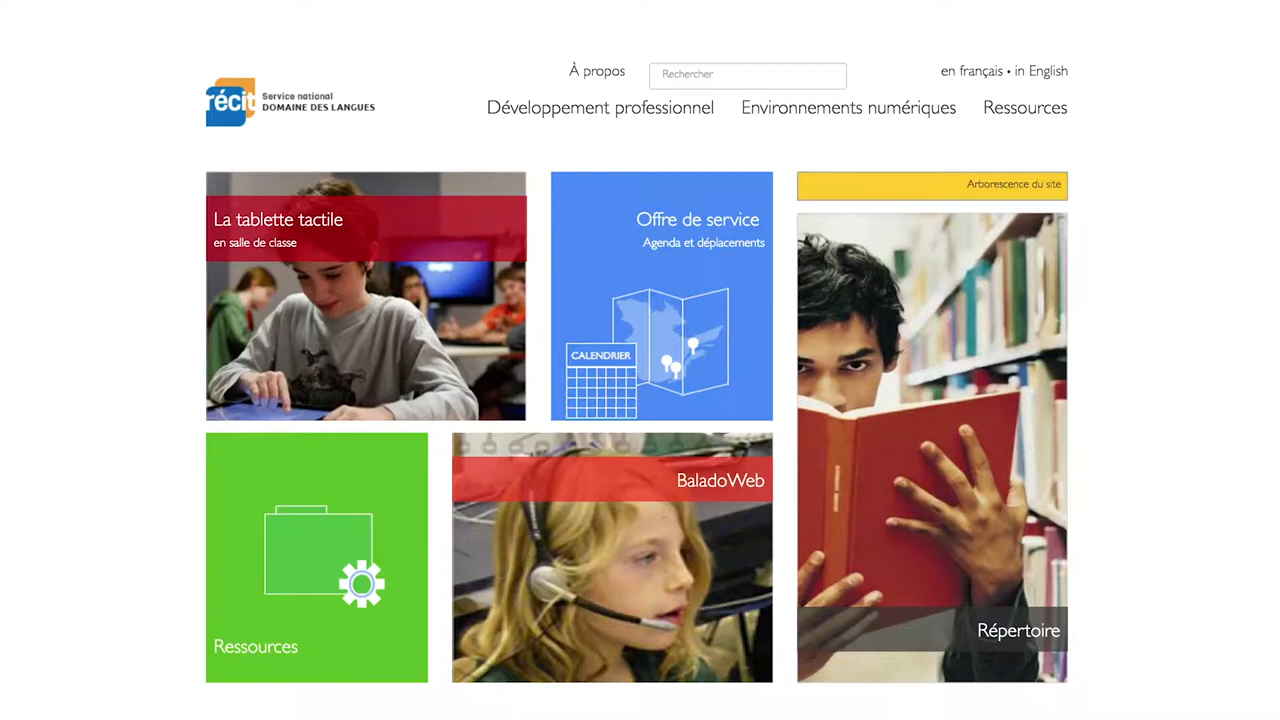 À propos
Rechercher
en français • in English
récit
Service national
DOMAINE DES LANGUES
Développement professionnel
Environnements numériques
Ressources
La tablette tactile
en salle de classe
Offre de service
Agenda et déplacements
CALENDRIER
Arborescence du site
Ressources
BaladoWeb
Répertoire